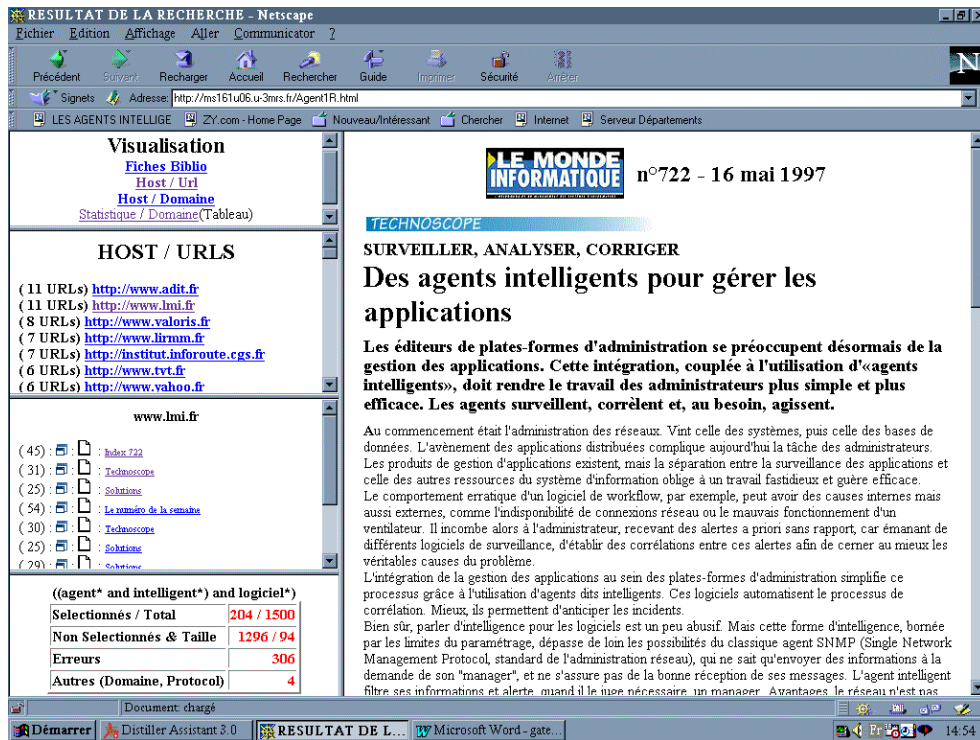 RESULTAT DE LA RECHERCHE - Netscape
Fichier Edition Affichage Aller Communicator ?
Précédent Suivant Recharger Accueil Rechercher Guide Imprimer Sécurité Arrêter
N
Signets Adresse: http://ms161u06.u-3mrs.fr/Agent1R.html
LES AGENTS INTELLIGE ZY.com - Home Page Nouveau/Intéressant Chercher Internet Serveur Départements
Visualisation
Fiches Biblio
Host / Url
Host / Domaine
Statistique / Domaine(Tableau)
HOST / URLS
( 11 URLs) http://www.adit.fr
( 11 URLs) http://www.lmi.fr
( 8 URLs) http://www.valoris.fr
( 7 URLs) http://www.lirmm.fr
( 7 URLs) http://institut.inforoute.cgs.fr
( 6 URLs) http://www.tvt.fr
( 6 URLs) http://www.yahoo.fr
www.lmi.fr
( 45) : : : Index 722
( 31) : : : Technoscope
( 25) : : : Solutions
( 54) : : : Le numéro de la semaine
( 30) : : : Technoscope
( 25) : : : Solutions
( 29) : : : Solutions
((agent* and intelligent*) and logiciel*)
Selectionnés / Total 204 / 1500
Non Selectionnés & Taille 1296 / 94
Erreurs 306
Autres (Domaine, Protocol) 4
LE MONDE
INFORMATIQUE
n°722 - 16 mai 1997
TECHNOSCOPE
SURVEILLER, ANALYSER, CORRIGER
Des agents intelligents pour gérer les
applications
Les éditeurs de plates-formes d'administration se préoccupent désormais de la
gestion des applications. Cette intégration, couplée à l'utilisation d'«agents
intelligents», doit rendre le travail des administrateurs plus simple et plus
efficace. Les agents surveillent, corrèlent et, au besoin, agissent.
Au commencement était l'administration des réseaux. Vint celle des systèmes, puis celle des bases de
données. L'avènement des applications distribuées complique aujourd'hui la tâche des administrateurs.
Les produits de gestion d'applications existent, mais la séparation entre la surveillance des applications et
celle des autres ressources du système d'information oblige à un travail fastidieux et guère efficace.
Le comportement erratique d'un logiciel de workflow, par exemple, peut avoir des causes internes mais
aussi externes, comme l'indisponibilité de connexions réseau ou le mauvais fonctionnement d'un
ventilateur. Il incombe alors à l'administrateur, recevant des alertes a priori sans rapport, car émanant de
différents logiciels de surveillance, d'établir des corrélations entre ces alertes afin de cerner au mieux les
véritables causes du problème.
L'intégration de la gestion des applications au sein des plates-formes d'administration simplifie ce
processus grâce à l'utilisation d'agents dits intelligents. Ces logiciels automatisent le processus de
corrélation. Mieux, ils permettent d'anticiper les incidents.
Bien sûr, parler d'intelligence pour les logiciels est un peu abusif. Mais cette forme d'intelligence, bornée
par les limites du paramétrage, dépasse de loin les possibilités du classique agent SNMP (Single Network
Management Protocol, standard de l'administration réseau), qui ne sait qu'envoyer des informations à la
demande de son "manager", et ne s'assure pas de la bonne réception de ses messages. L'agent intelligent
filtre ses informations et alerte, quand il le juge nécessaire, un manager. Avantages, le réseau n'est pas
Document: chargé
Démarrer Distiller Assistant 3.0 RESULTAT DE L... Microsoft Word - gate... Fr 14:54